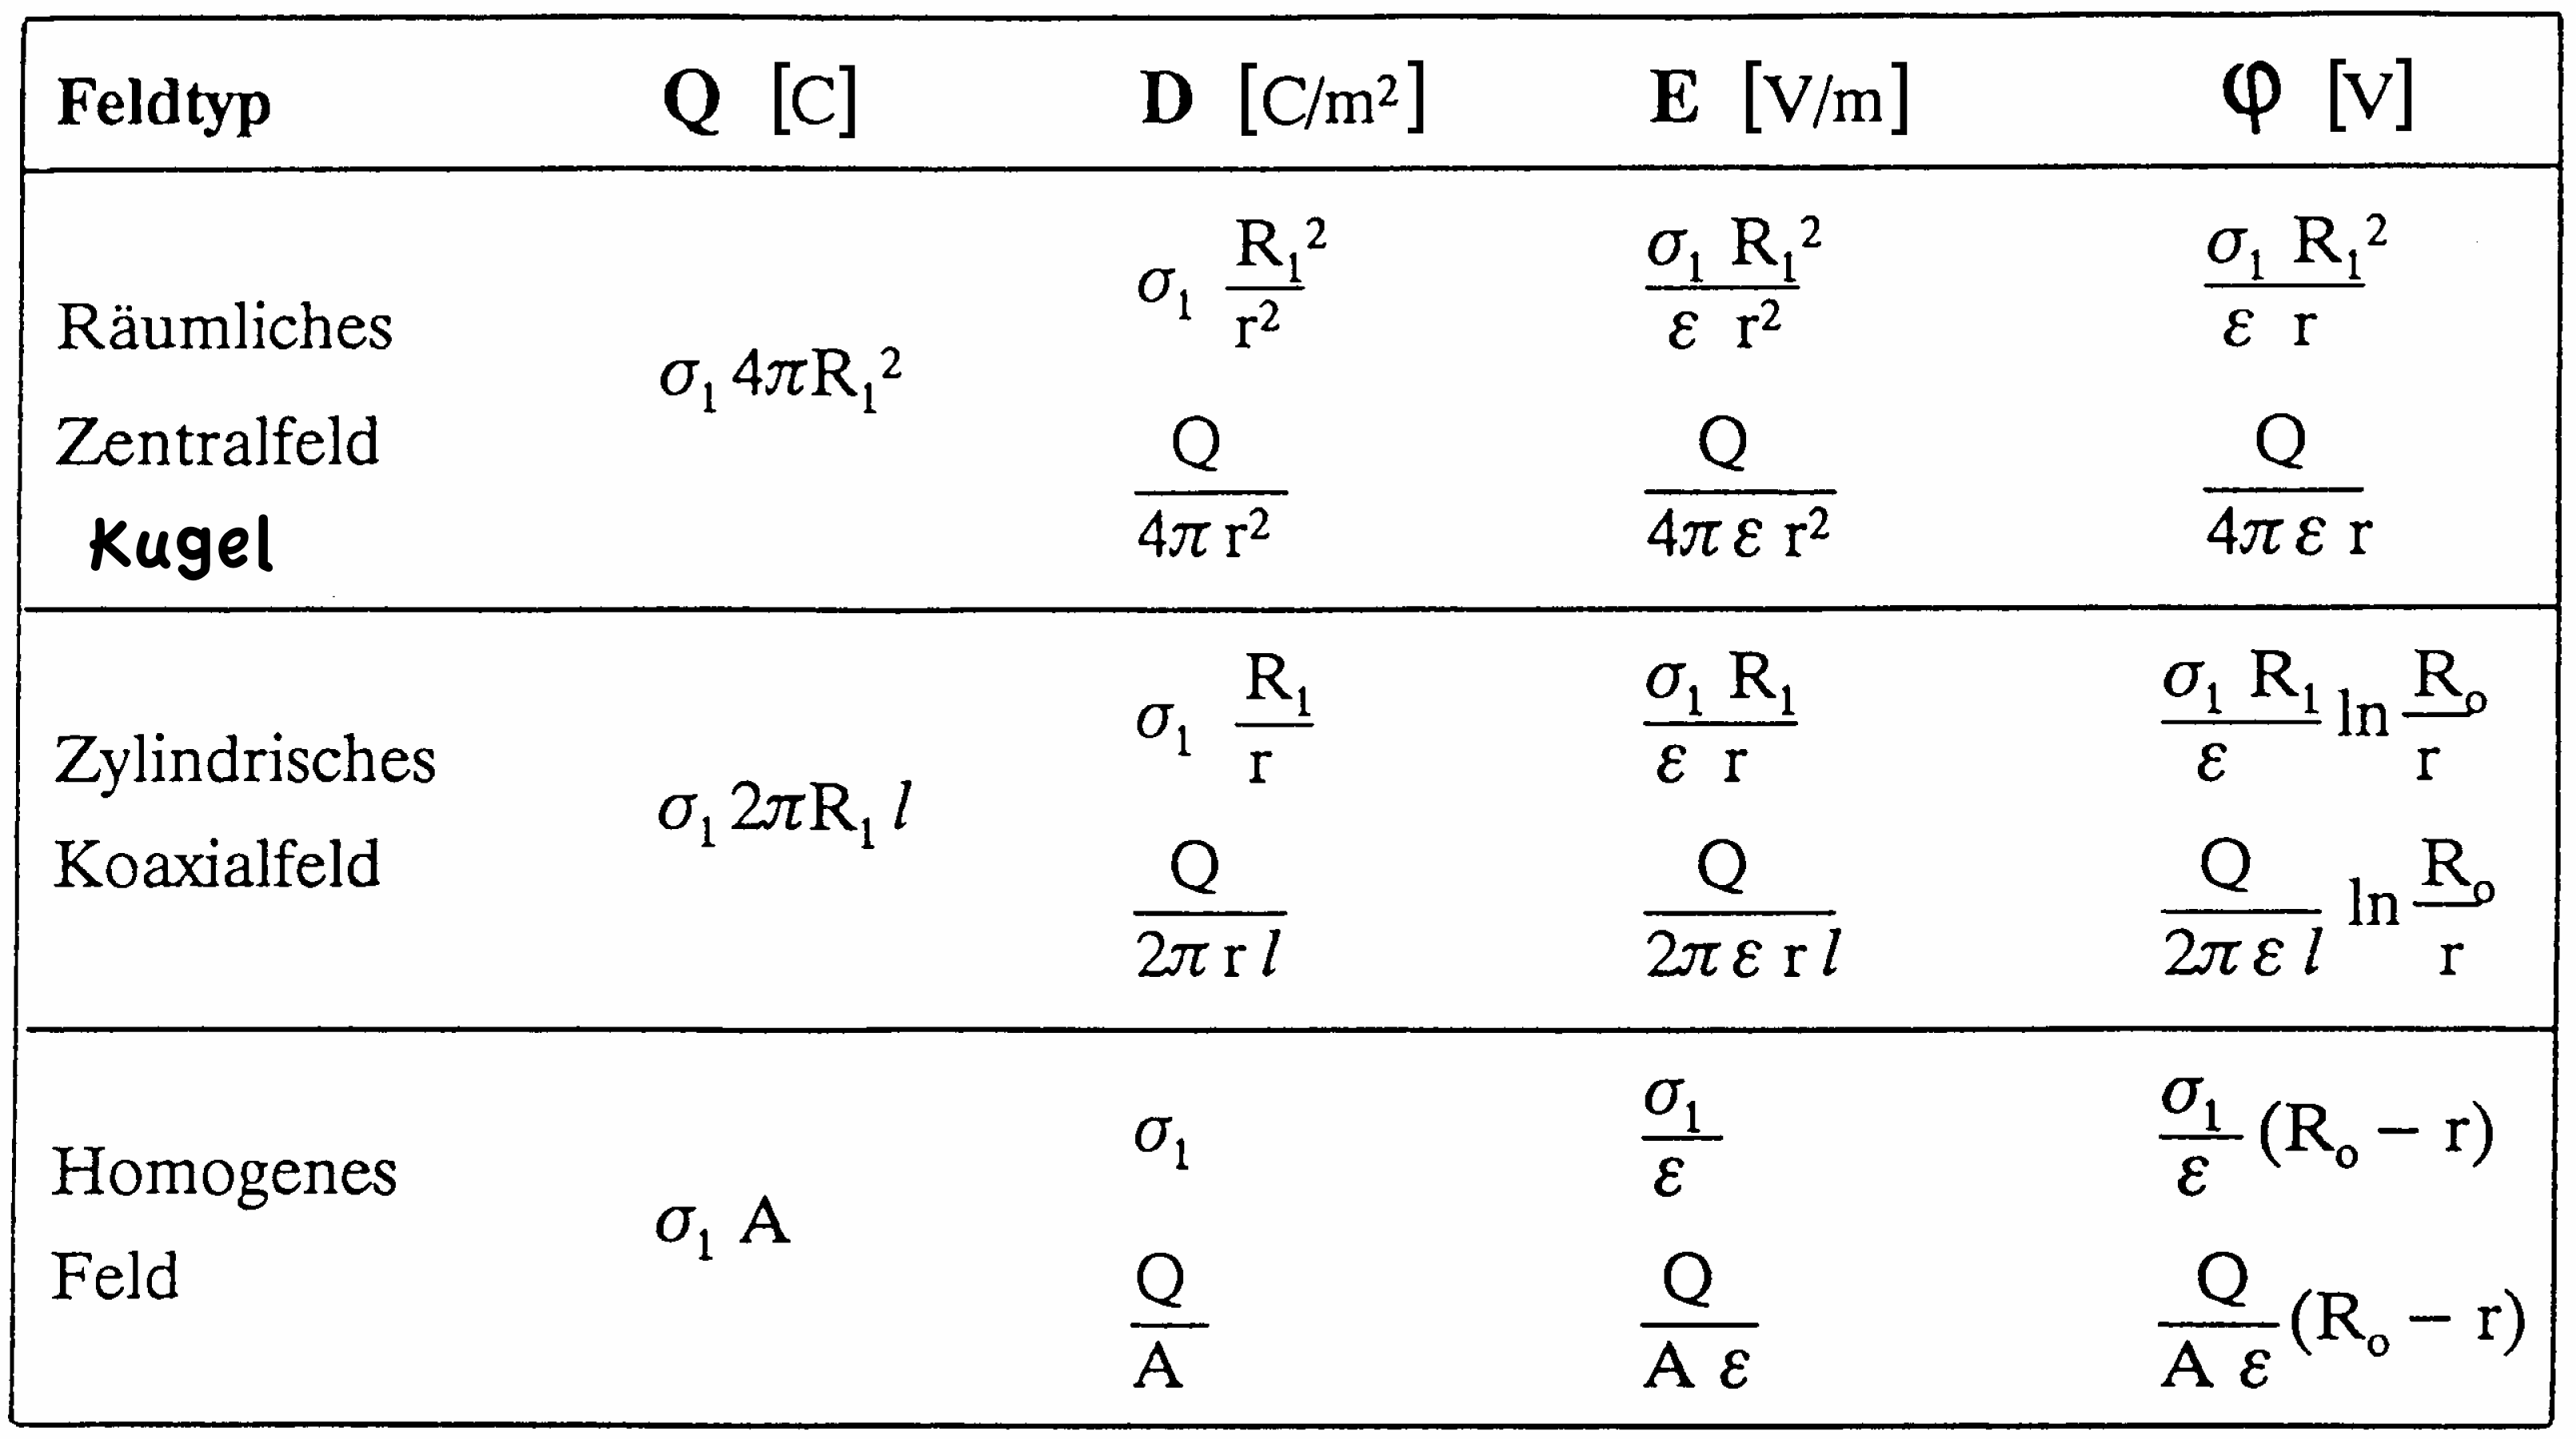 Feldtyp Q [C] D [C/m²] E [V/m] φ [V]
Räumliches Zentralfeld Kugel
σ₁ 4πR₁²
σ₁ R₁²/r² σ₁ R₁²/ε r² σ₁ R₁²/ε r
Q/4π r² Q/4π ε r² Q/4π ε r
Zylindrisches Koaxialfeld
σ₁ 2πR₁ l
σ₁ R₁/r σ₁ R₁/ε r σ₁ R₁/ε ln R₀/r
Q/2π r l Q/2π ε r l Q/2π ε l ln R₀/r
Homogenes Feld
σ₁ A
σ₁ σ₁/ε σ₁/ε (R₀ − r)
Q/A Q/A ε Q/A ε (R₀ − r)